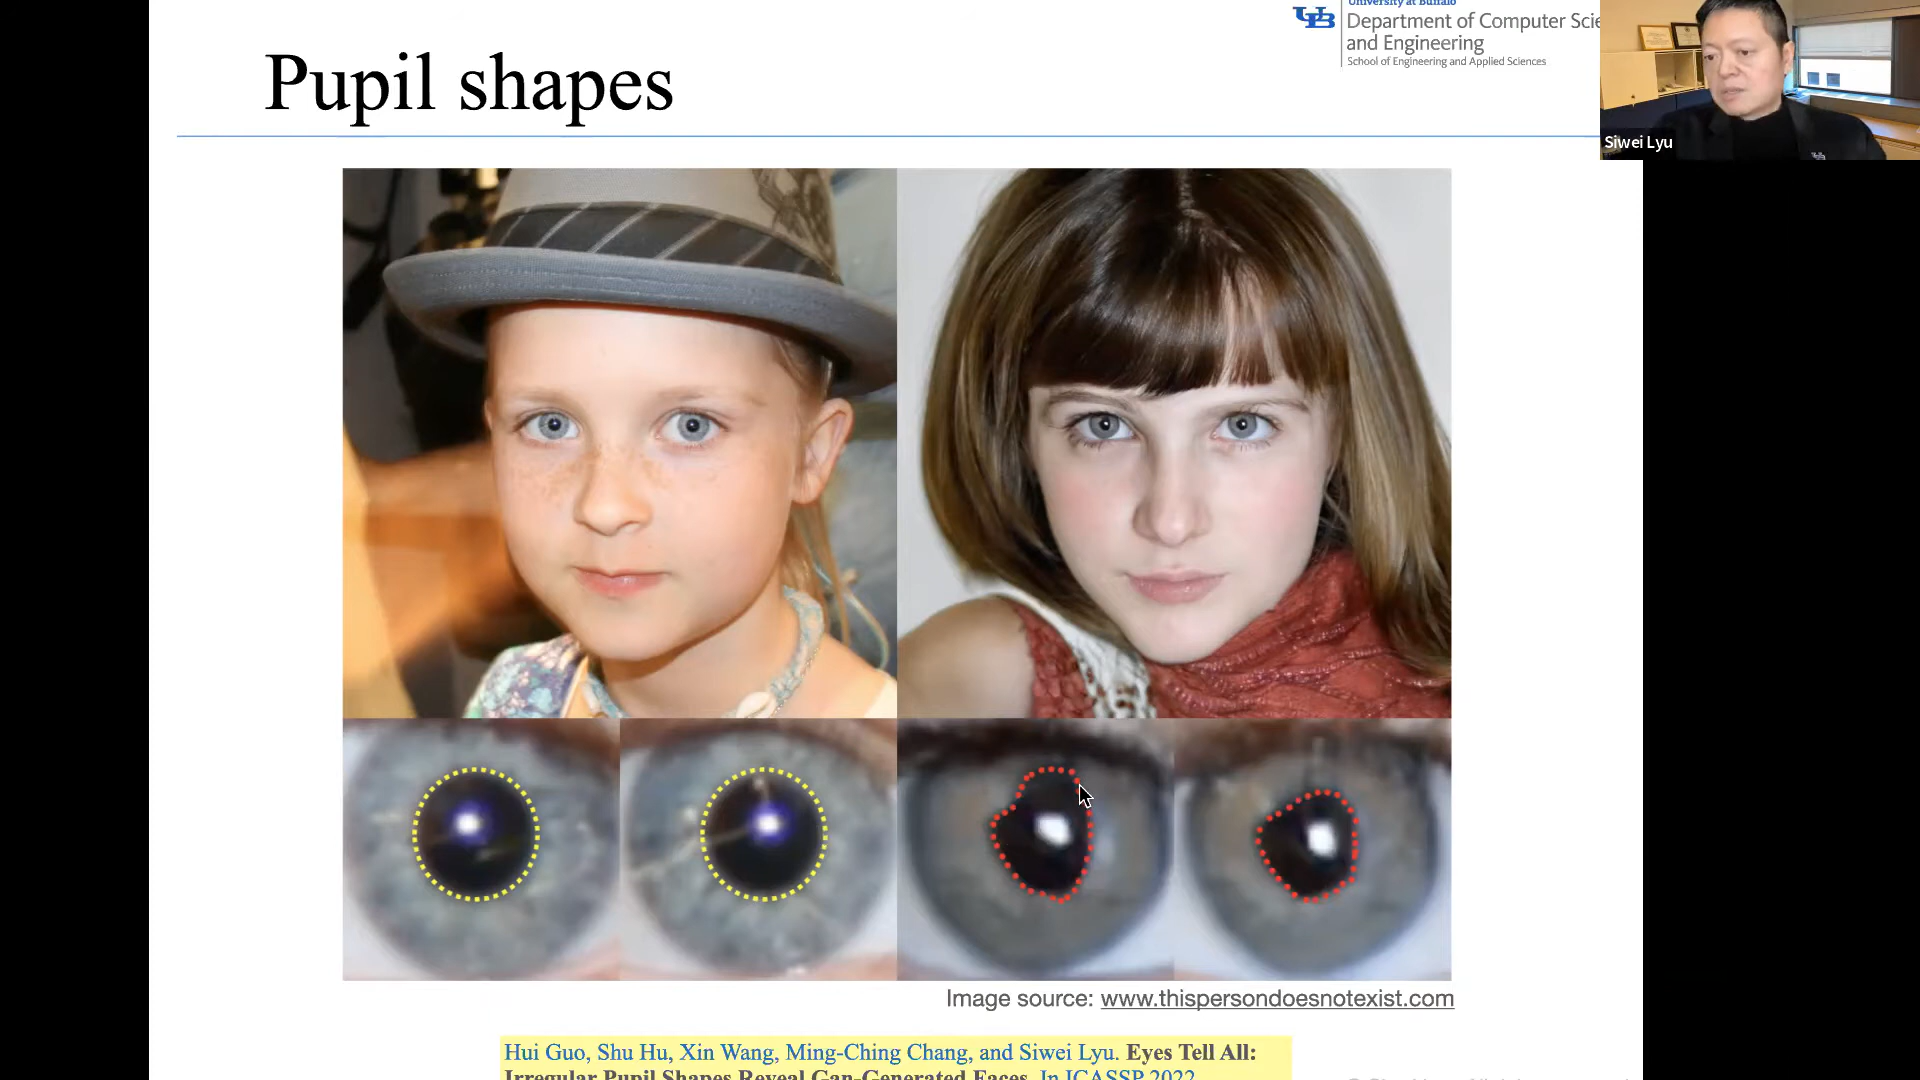 University at Buffalo
Department of Computer Scie
and Engineering
School of Engineering and Applied Sciences
Siwei Lyu
Pupil shapes
Image source: www.thispersondoesnotexist.com
Hui Guo, Shu Hu, Xin Wang, Ming-Ching Chang, and Siwei Lyu. Eyes Tell All:
Irregular Pupil Shapes Reveal Gan-Generated Faces. In ICASSP 2022